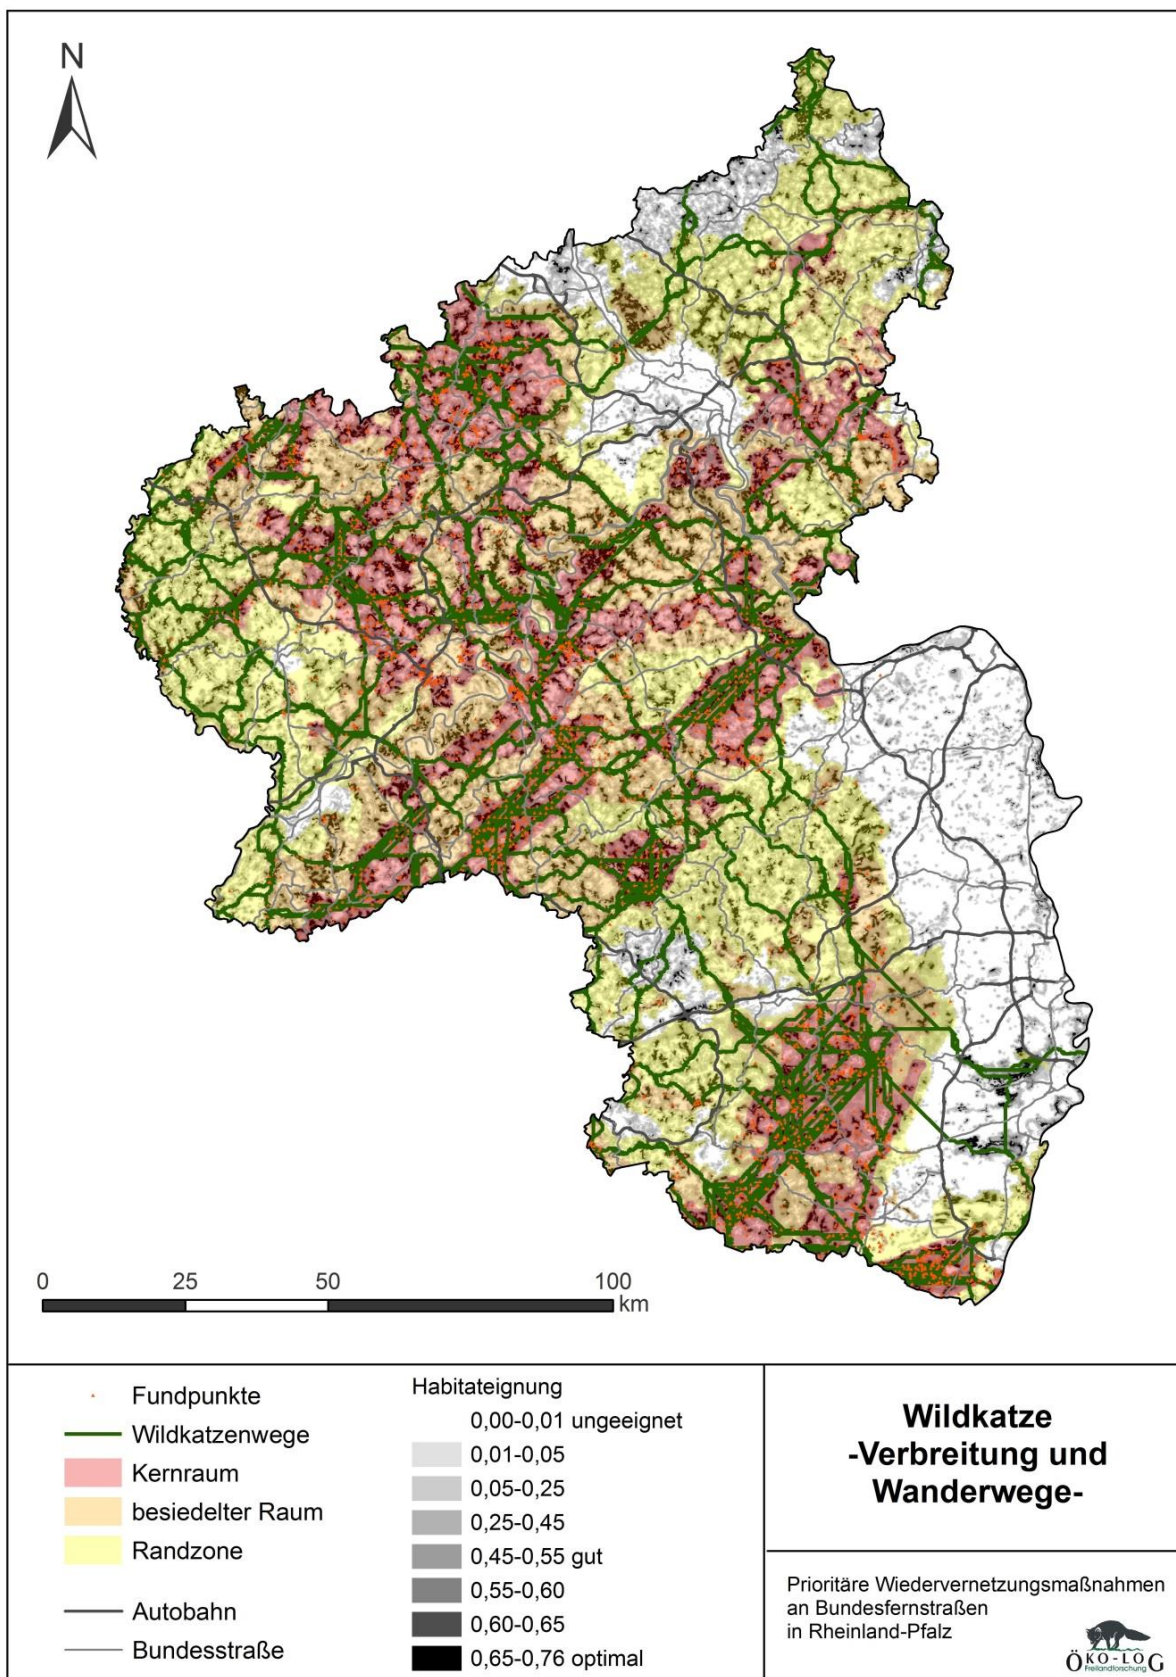 N
0 25 50 100
km
Fundpunkte
Wildkatzenwege
Kernraum
besiedelter Raum
Randzone
Autobahn
Bundesstraße
Habitateignung
0,00-0,01 ungeeignet
0,01-0,05
0,05-0,25
0,25-0,45
0,45-0,55 gut
0,55-0,60
0,60-0,65
0,65-0,76 optimal
Wildkatze
-Verbreitung und
Wanderwege-
Prioritäre Wiedervernetzungsmaßnahmen
an Bundesfernstraßen
in Rheinland-Pfalz
ÖKO-LOG
Freilandforschung